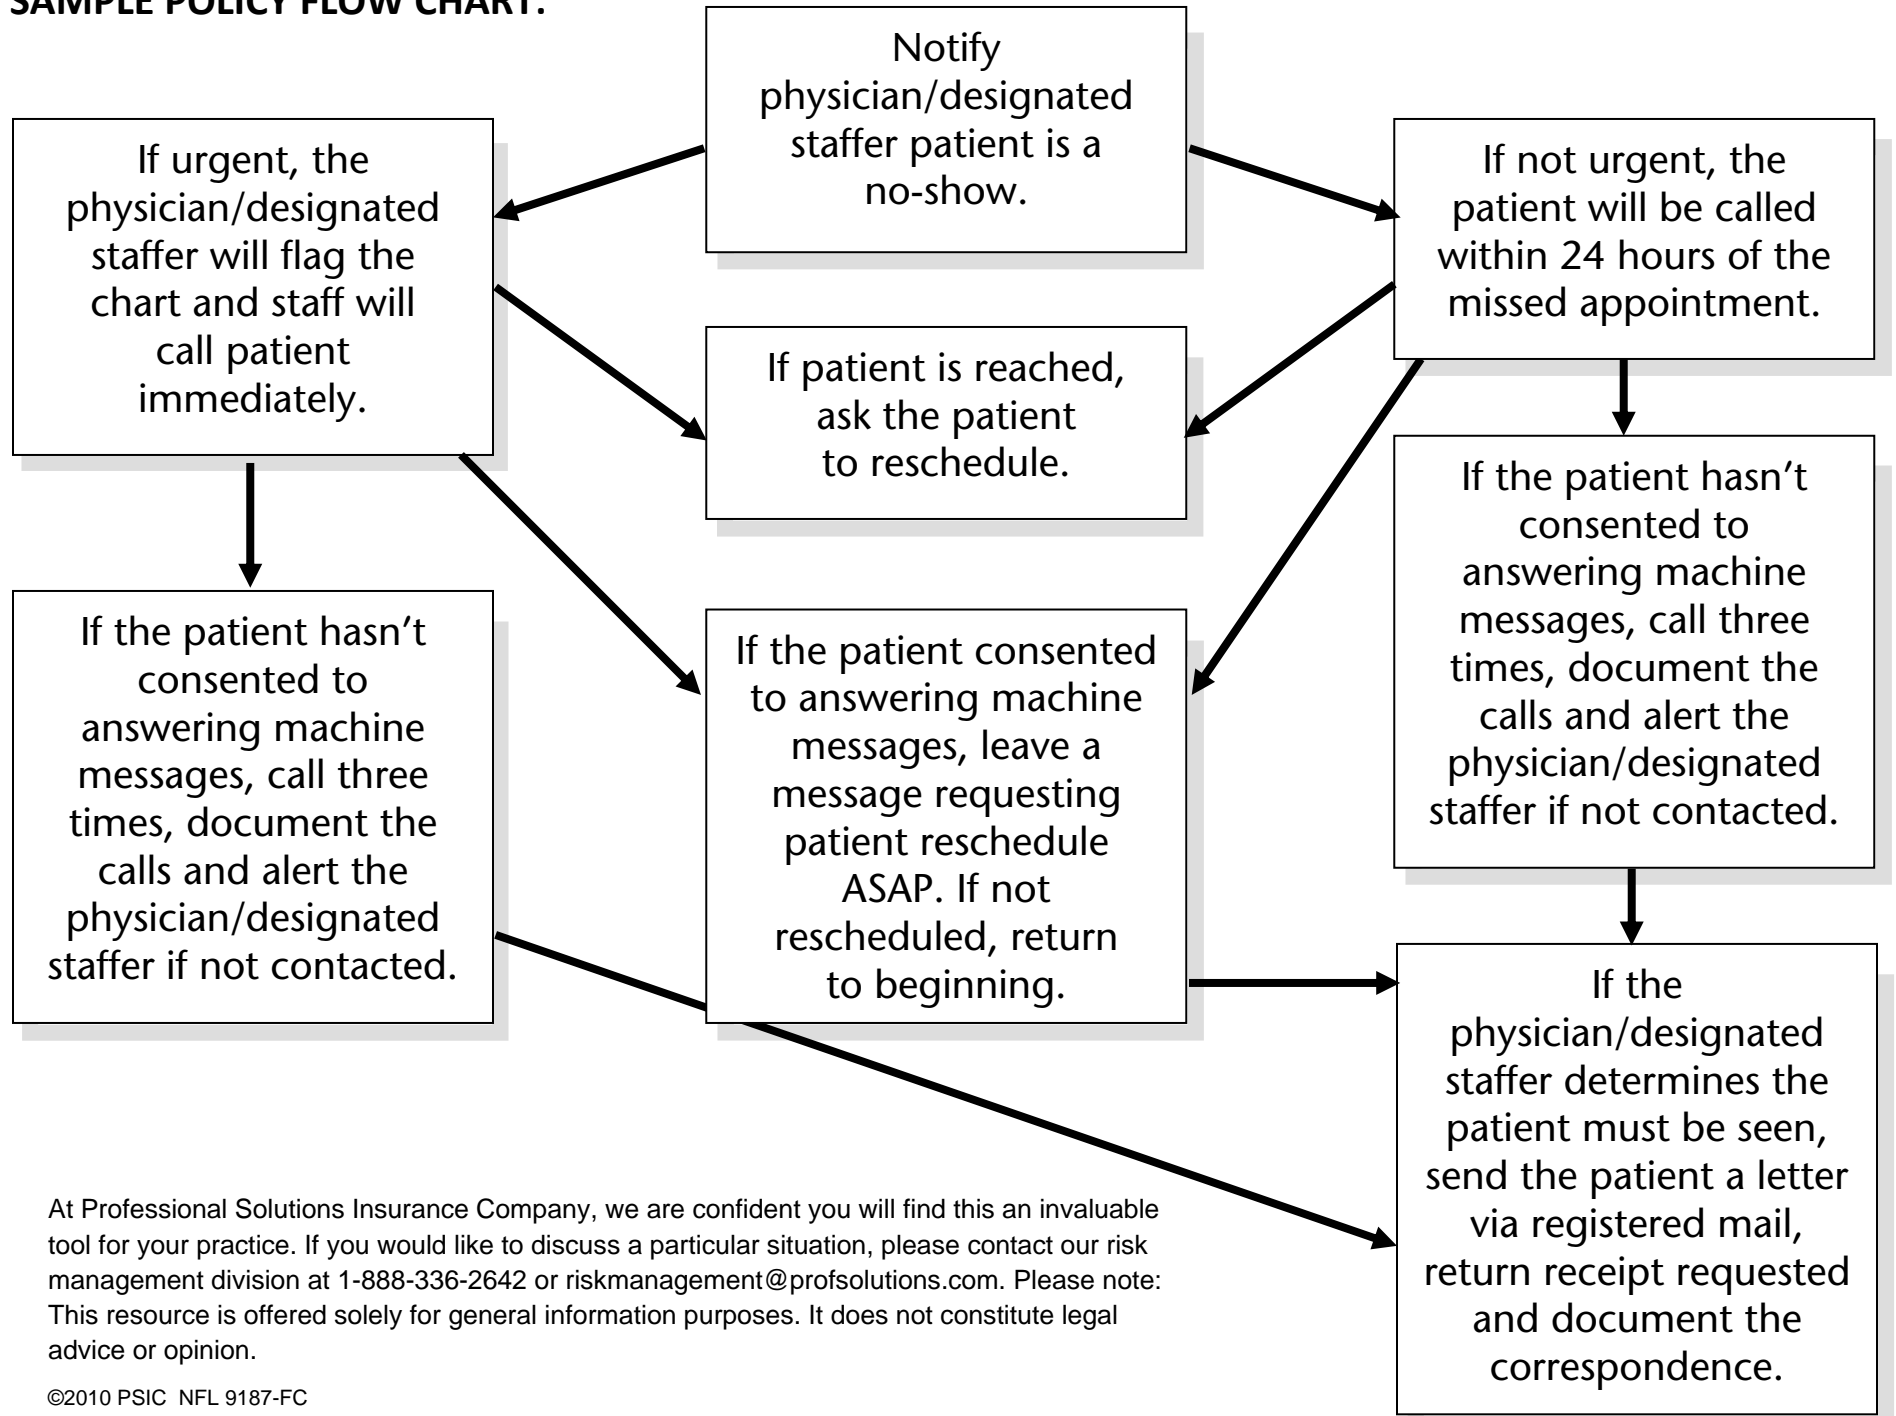 SAMPLE POLICY FLOW CHART:
Notify
physician/designated
staffer patient is a
no-show.
If urgent, the
physician/designated
staffer will flag the
chart and staff will
call patient
immediately.
If not urgent, the
patient will be called
within 24 hours of the
missed appointment.
If patient is reached,
ask the patient
to reschedule.
If the patient hasn’t
consented to
answering machine
messages, call three
times, document the
calls and alert the
physician/designated
staffer if not contacted.
If the patient consented
to answering machine
messages, leave a
message requesting
patient reschedule
ASAP. If not
rescheduled, return
to beginning.
If the patient hasn’t
consented to
answering machine
messages, call three
times, document the
calls and alert the
physician/designated
staffer if not contacted.
If the
physician/designated
staffer determines the
patient must be seen,
send the patient a letter
via registered mail,
return receipt requested
and document the
correspondence.
At Professional Solutions Insurance Company, we are confident you will find this an invaluable
tool for your practice. If you would like to discuss a particular situation, please contact our risk
management division at 1-888-336-2642 or riskmanagement@profsolutions.com. Please note:
This resource is offered solely for general information purposes. It does not constitute legal
advice or opinion.
©2010 PSIC NFL 9187-FC